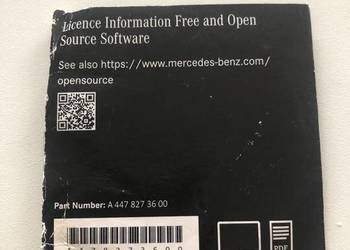 Licence Information Free and Open
Source Software
See also https://www.mercedes-benz.com/
opensource
Part Number: A 447 827 36 00
PDF